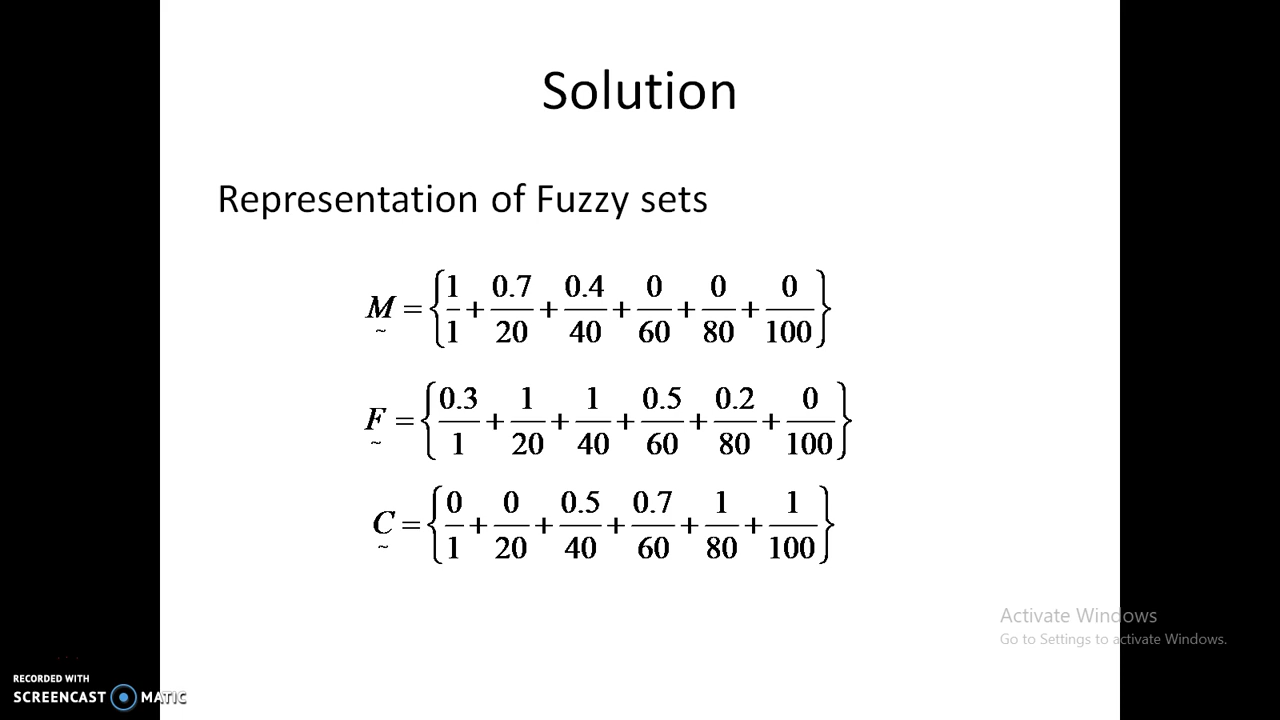 Solution
Representation of Fuzzy sets
M̰ = {1/1 + 0.7/20 + 0.4/40 + 0/60 + 0/80 + 0/100}
F̰ = {0.3/1 + 1/20 + 1/40 + 0.5/60 + 0.2/80 + 0/100}
C̰ = {0/1 + 0/20 + 0.5/40 + 0.7/60 + 1/80 + 1/100}
Activate Windows
Go to Settings to activate Windows.
RECORDED WITH
SCREENCAST MATIC